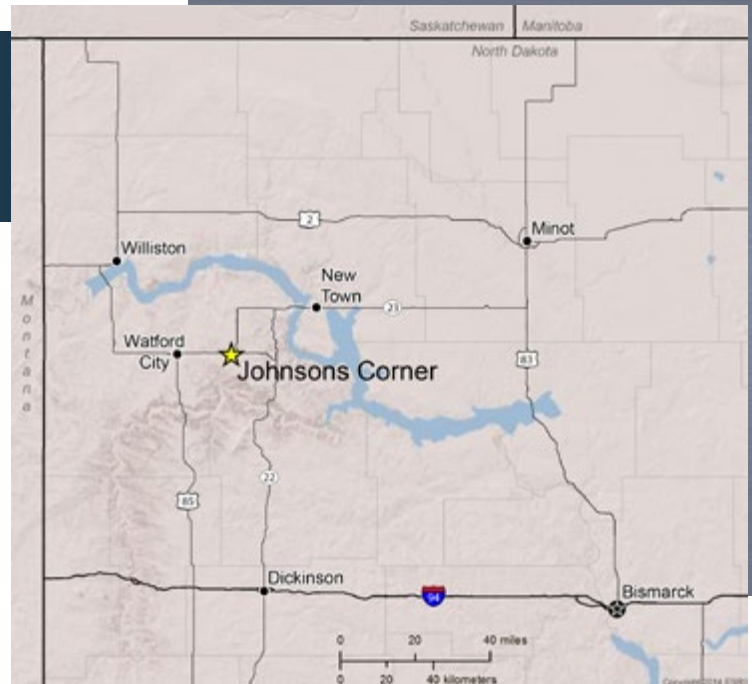 Saskatchewan
Manitoba
North Dakota
2
Minot
Williston
New
Town
23
Montana
Watford
City
Johnsons Corner
83
22
85
Dickinson
94
Bismarck
0 20 40 miles
0 20 40 kilometers